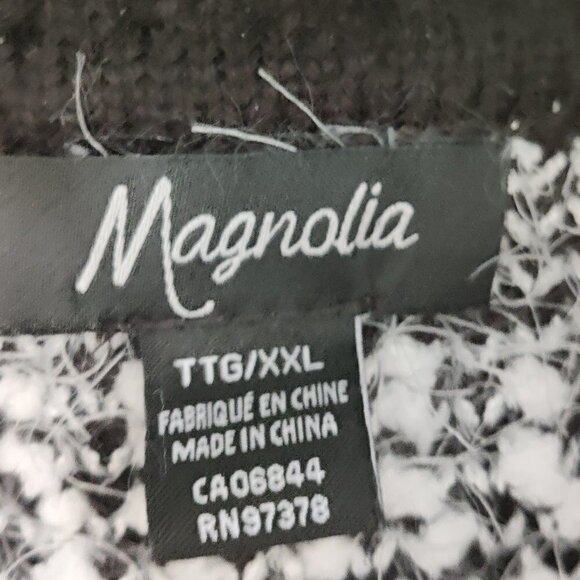 Magnolia
TTG/XXL
FABRIQUÉ EN CHINE
MADE IN CHINA
CA06844
RN97378